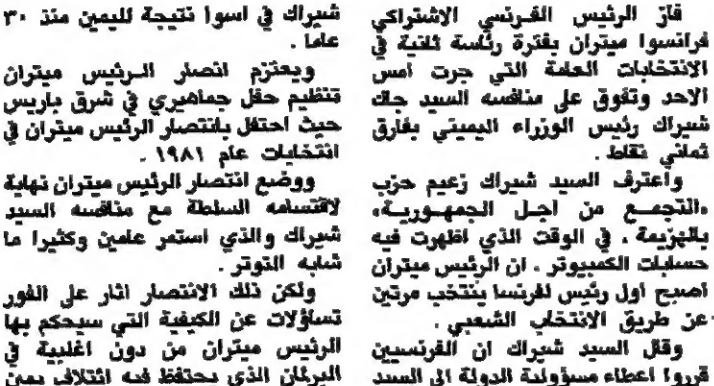 فاز الرئيس الفرنسي الاشتراكي
فرانسوا ميتران بفترة رئاسة ثانية في
الانتخابات العامة التي جرت امس
الاحد وتفوق على منافسه السيد جاك
شيراك رئيس الوزراء اليميني بفارق
ثماني نقاط .
واعترف السيد شيراك زعيم حزب
«التجمع من اجل الجمهورية»
بالهزيمة . في الوقت الذي اظهرت فيه
حسابات الكمبيوتر . ان الرئيس ميتران
اصبح اول رئيس لفرنسا ينتخب مرتين
عن طريق الانتخاب الشعبي .
وقال السيد شيراك ان الفرنسيين
قرروا اعطاء مسؤولية الدولة الى السيد
شيراك في اسوا نتيجة لليمين منذ ٣٠
عاما .
ويعتزم انصار الرئيس ميتران
تنظيم حفل جماهيري في شرق باريس
حيث احتفل بانتصار الرئيس ميتران في
انتخابات عام ١٩٨١ .
ووضع انتصار الرئيس ميتران نهاية
لاقتسامه السلطة مع منافسه السيد
شيراك والذي استمر عامين وكثيرا ما
شابه التوتر .
ولكن ذلك الانتصار اثار على الفور
تساؤلات عن الكيفية التي سيحكم بها
الرئيس ميتران من دون اغلبية في
البرلمان الذي يحتفظ فيه ائتلاف يمين